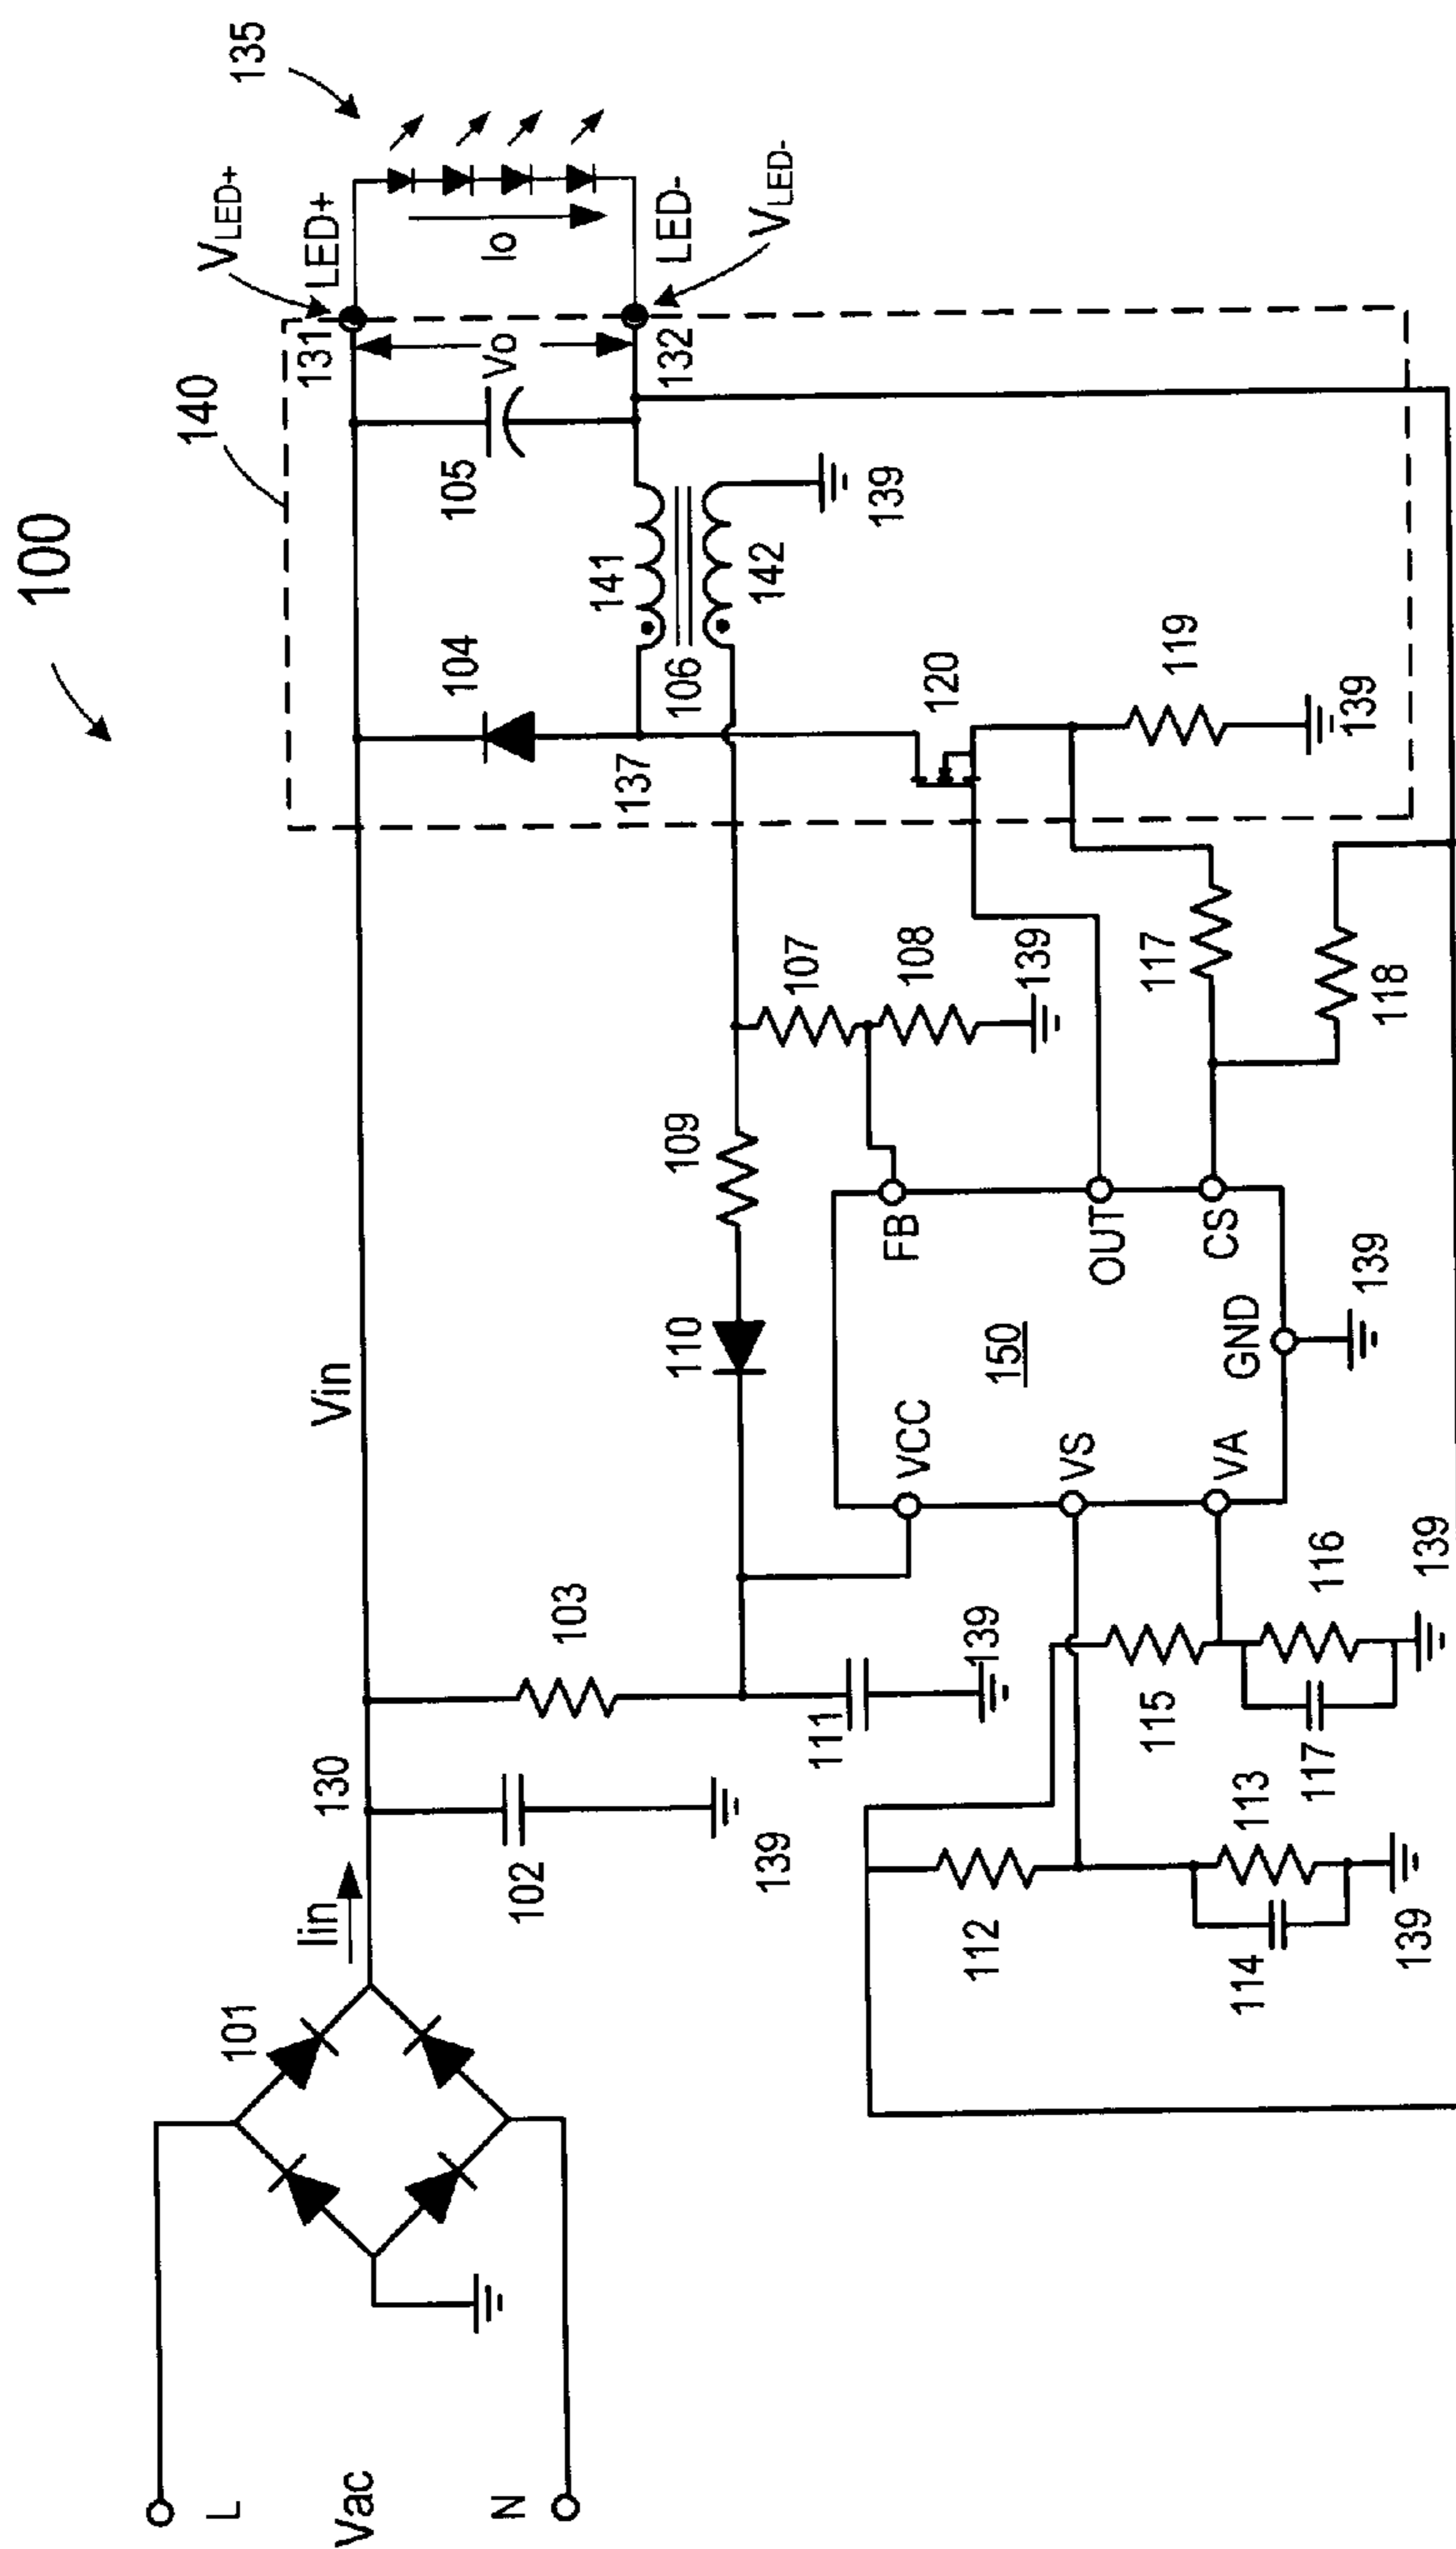 100
135
VLED+
LED+
140
131
Vo
Io
LED-
VLED-
132
105
104
141
106
142
139
137
120
119
139
Vin
130
Iin
101
102
139
103
111
139
110
109
107
108
139
117
118
FB
OUT
CS
150
GND
139
VCC
VS
VA
112
113
114
139
115
116
117
139
L
Vac
N